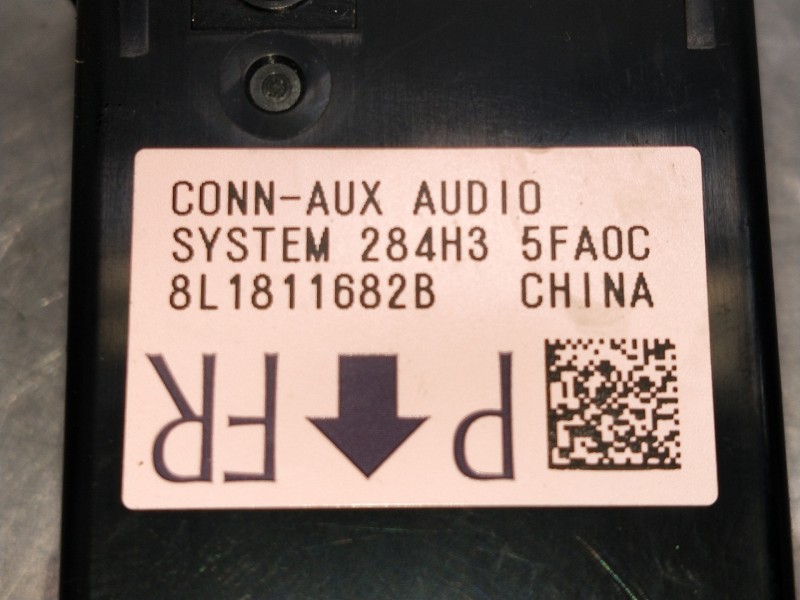 CONN-AUX AUDIO
SYSTEM 284H3 5FA0C
8L1811682B CHINA
P FR